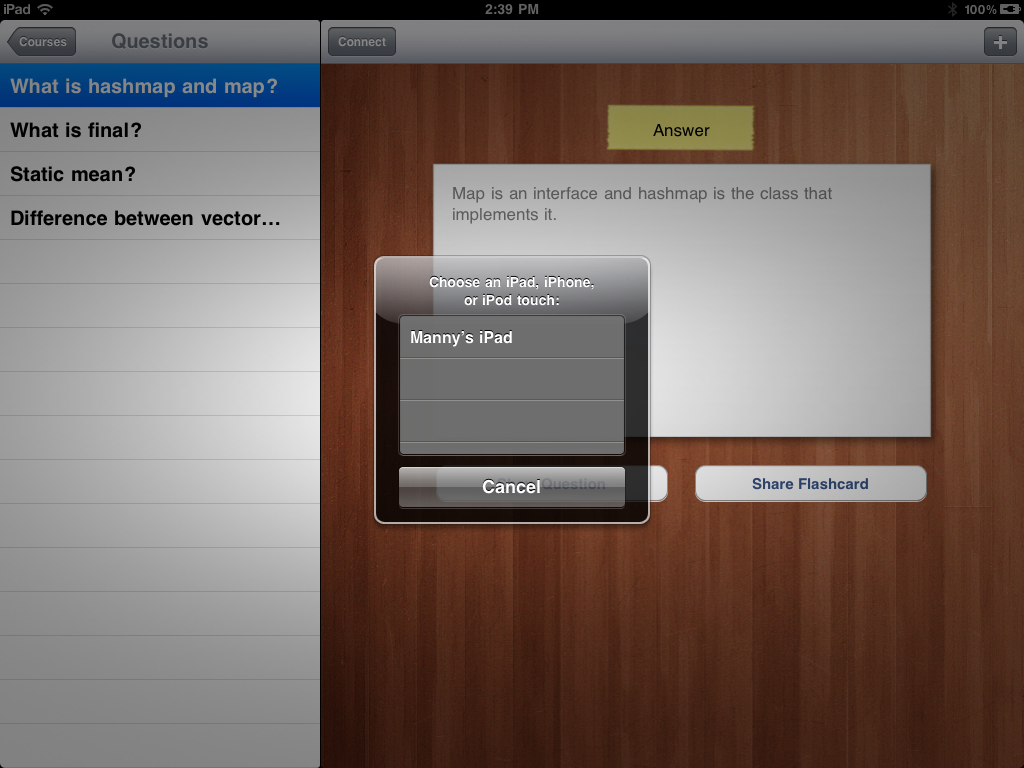 iPad
2:39 PM
100%
Courses
Questions
Connect
+
What is hashmap and map?
What is final?
Static mean?
Difference between vector...
Answer
Map is an interface and hashmap is the class that
implements it.
Choose an iPad, iPhone,
or iPod touch:
Manny's iPad
Cancel
Question
Share Flashcard